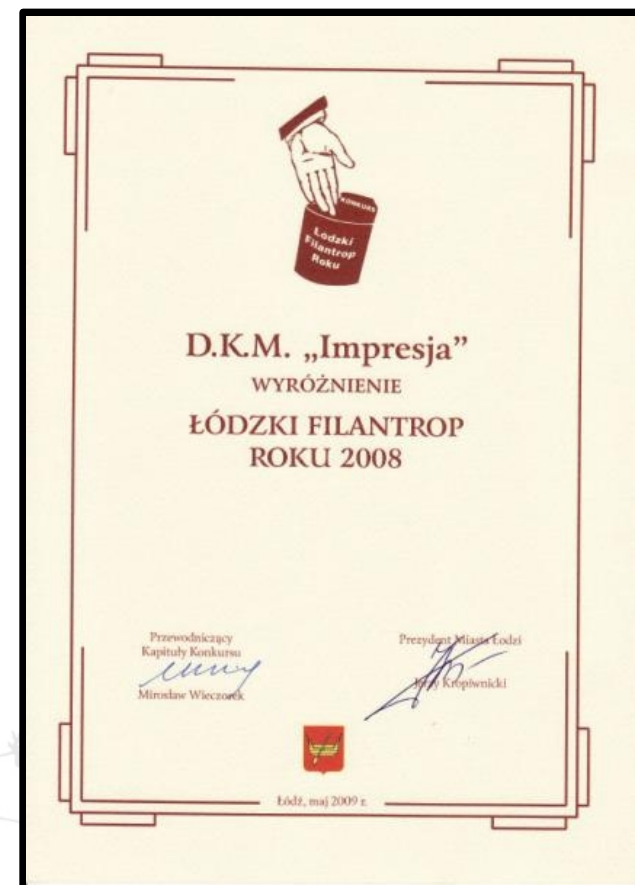 KONKURS
Łódzki
Filantrop
Roku
D.K.M. „Impresja”
WYRÓŻNIENIE
ŁÓDZKI FILANTROP
ROKU 2008
Przewodniczący
Kapituły Konkursu
Mirosław Wieczorek
Prezydent Miasta Łodzi
Jerzy Kropiwnicki
Łódź, maj 2009 r.